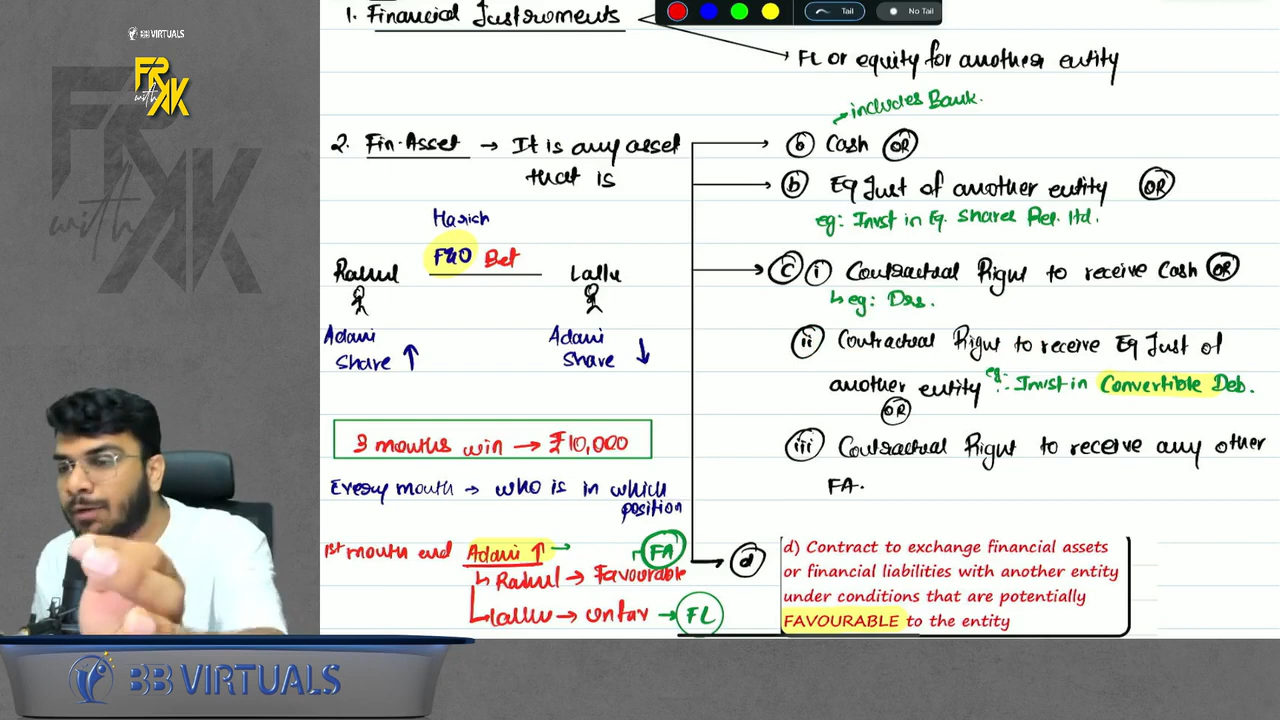 BB VIRTUALS
FR
with
AK
FR
with
AK
Tail
No Tail
1. Financial Instruments
FL or equity for another entity
includes Bank.
2. Fin-Asset → It is any asset
that is
ⓑ Cash OR
ⓑ Eq Inst of another entity OR
eg: Invst in Eq. Shares Rel. ltd.
ⓒ ⓘ Contractual Right to receive Cash OR
↳ eg: Drs.
ii Contractual Right to receive Eq Inst of
another entity eg: Invst in Convertible Deb.
OR
iii Contractual Right to receive any other
FA.
Harish
F&O Bet
Rahul
Lallu
Adani
Share ↑
Adani
Share ↓
3 months win → ₹10,000
Every month → who is in which
position
1st month end Adani ↑ → FA
↳ Rahul → Favourable
↳ Lallu → unfav → FL
ⓓ
d) Contract to exchange financial assets
or financial liabilities with another entity
under conditions that are potentially
FAVOURABLE to the entity
BB VIRTUALS